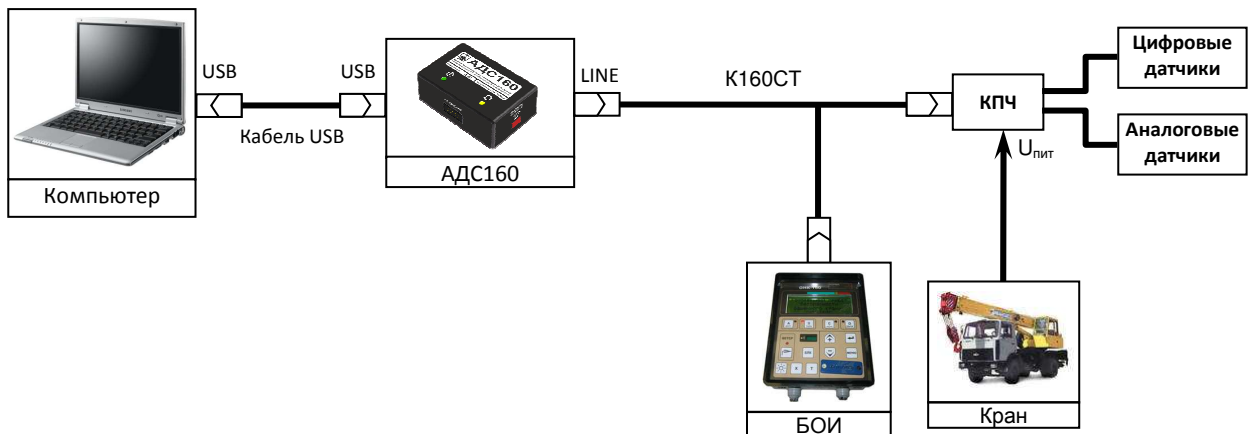 USB
USB
LINE
К160СТ
Цифровые
датчики
КПЧ
Кабель USB
Аналоговые
датчики
Uпит
АДС160
АДС160
Компьютер
БОИ
Кран